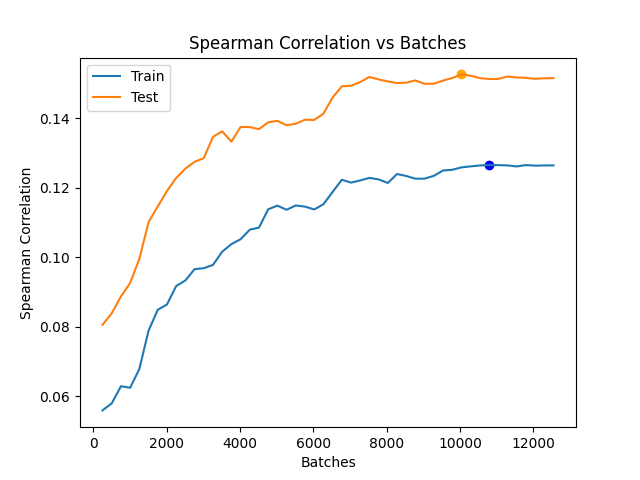 Spearman Correlation vs Batches
Train
Test
Spearman Correlation
0.14
0.12
0.10
0.08
0.06
0 2000 4000 6000 8000 10000 12000
Batches